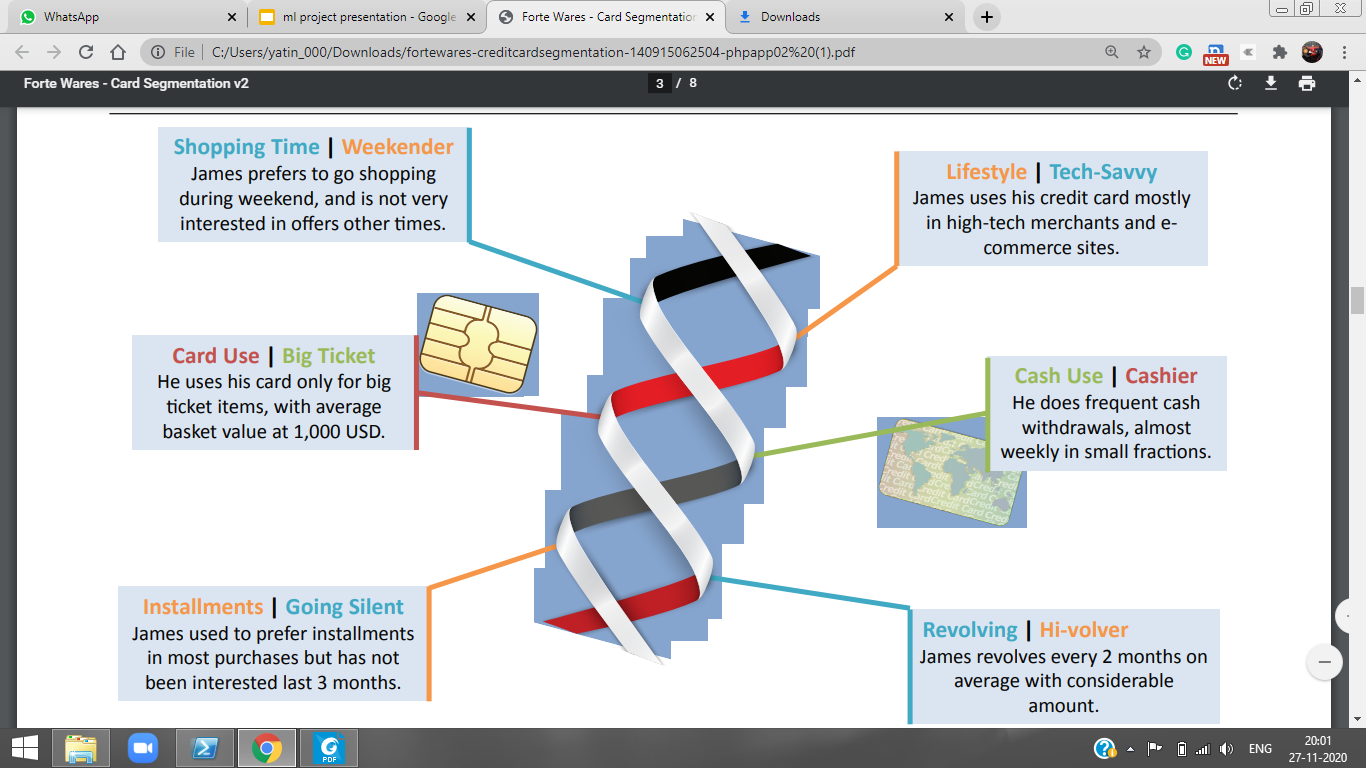 WhatsApp
ml project presentation - Google
Forte Wares - Card Segmentation
Downloads
File | C:/Users/yatin_000/Downloads/fortewares-creditcardsegmentation-140915062504-phpapp02%20(1).pdf
NEW
Forte Wares - Card Segmentation v2
3 / 8
Shopping Time | Weekender
James prefers to go shopping
during weekend, and is not very
interested in offers other times.
Lifestyle | Tech-Savvy
James uses his credit card mostly
in high-tech merchants and e-
commerce sites.
Card Use | Big Ticket
He uses his card only for big
ticket items, with average
basket value at 1,000 USD.
Cash Use | Cashier
He does frequent cash
withdrawals, almost
weekly in small fractions.
Installments | Going Silent
James used to prefer installments
in most purchases but has not
been interested last 3 months.
Revolving | Hi-volver
James revolves every 2 months on
average with considerable
amount.
PDF
ENG
20:01
27-11-2020